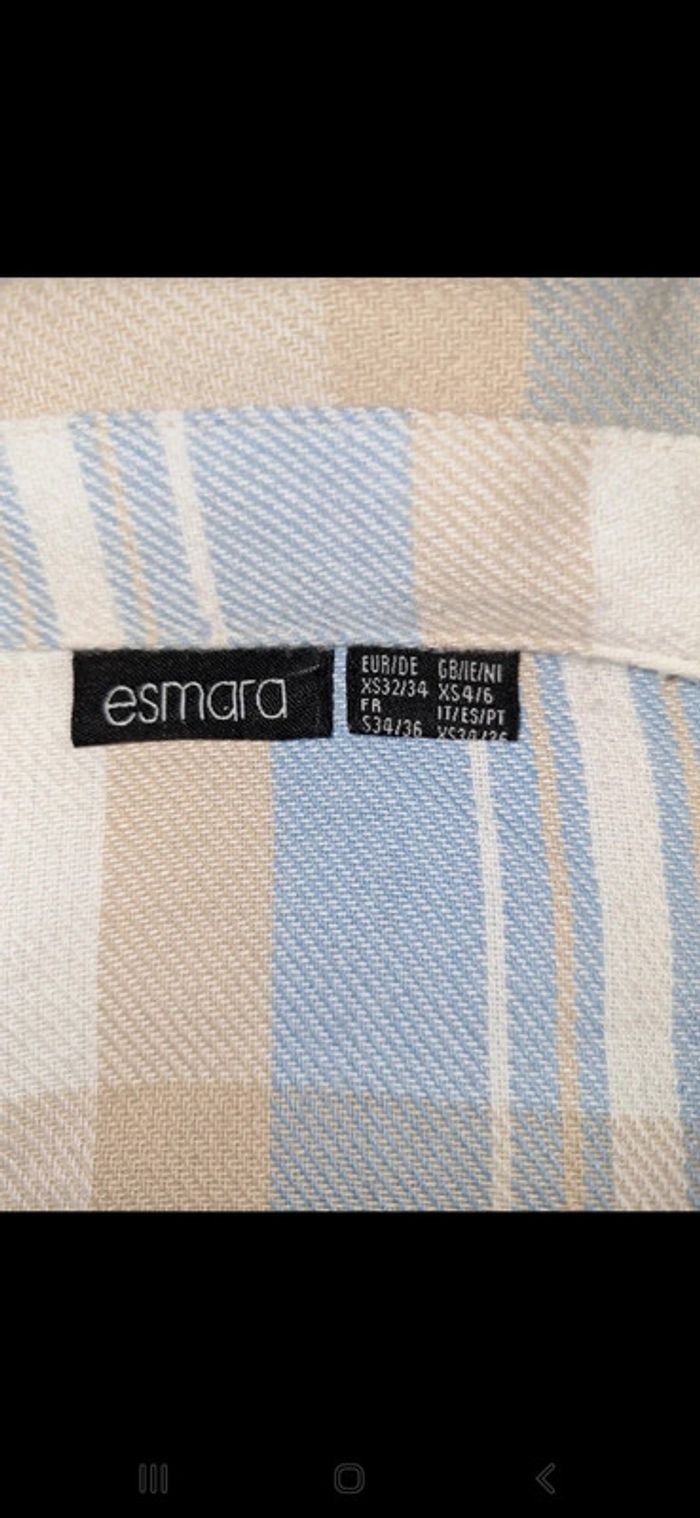 esmara
EUR/DE GB/IE/NI
XS32/34 XS4/6
FR IT/ES/PT
S34/36